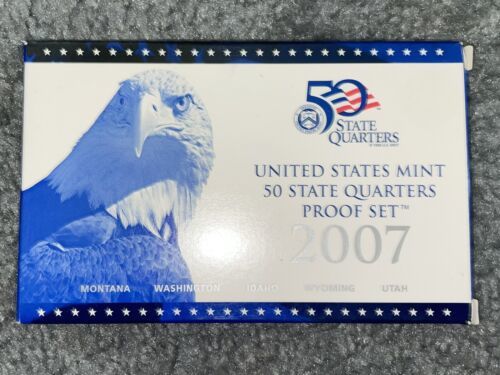 50
STATE
QUARTERS
UNITED STATES MINT
50 STATE QUARTERS
PROOF SET™
2007
MONTANA WASHINGTON IDAHO WYOMING UTAH